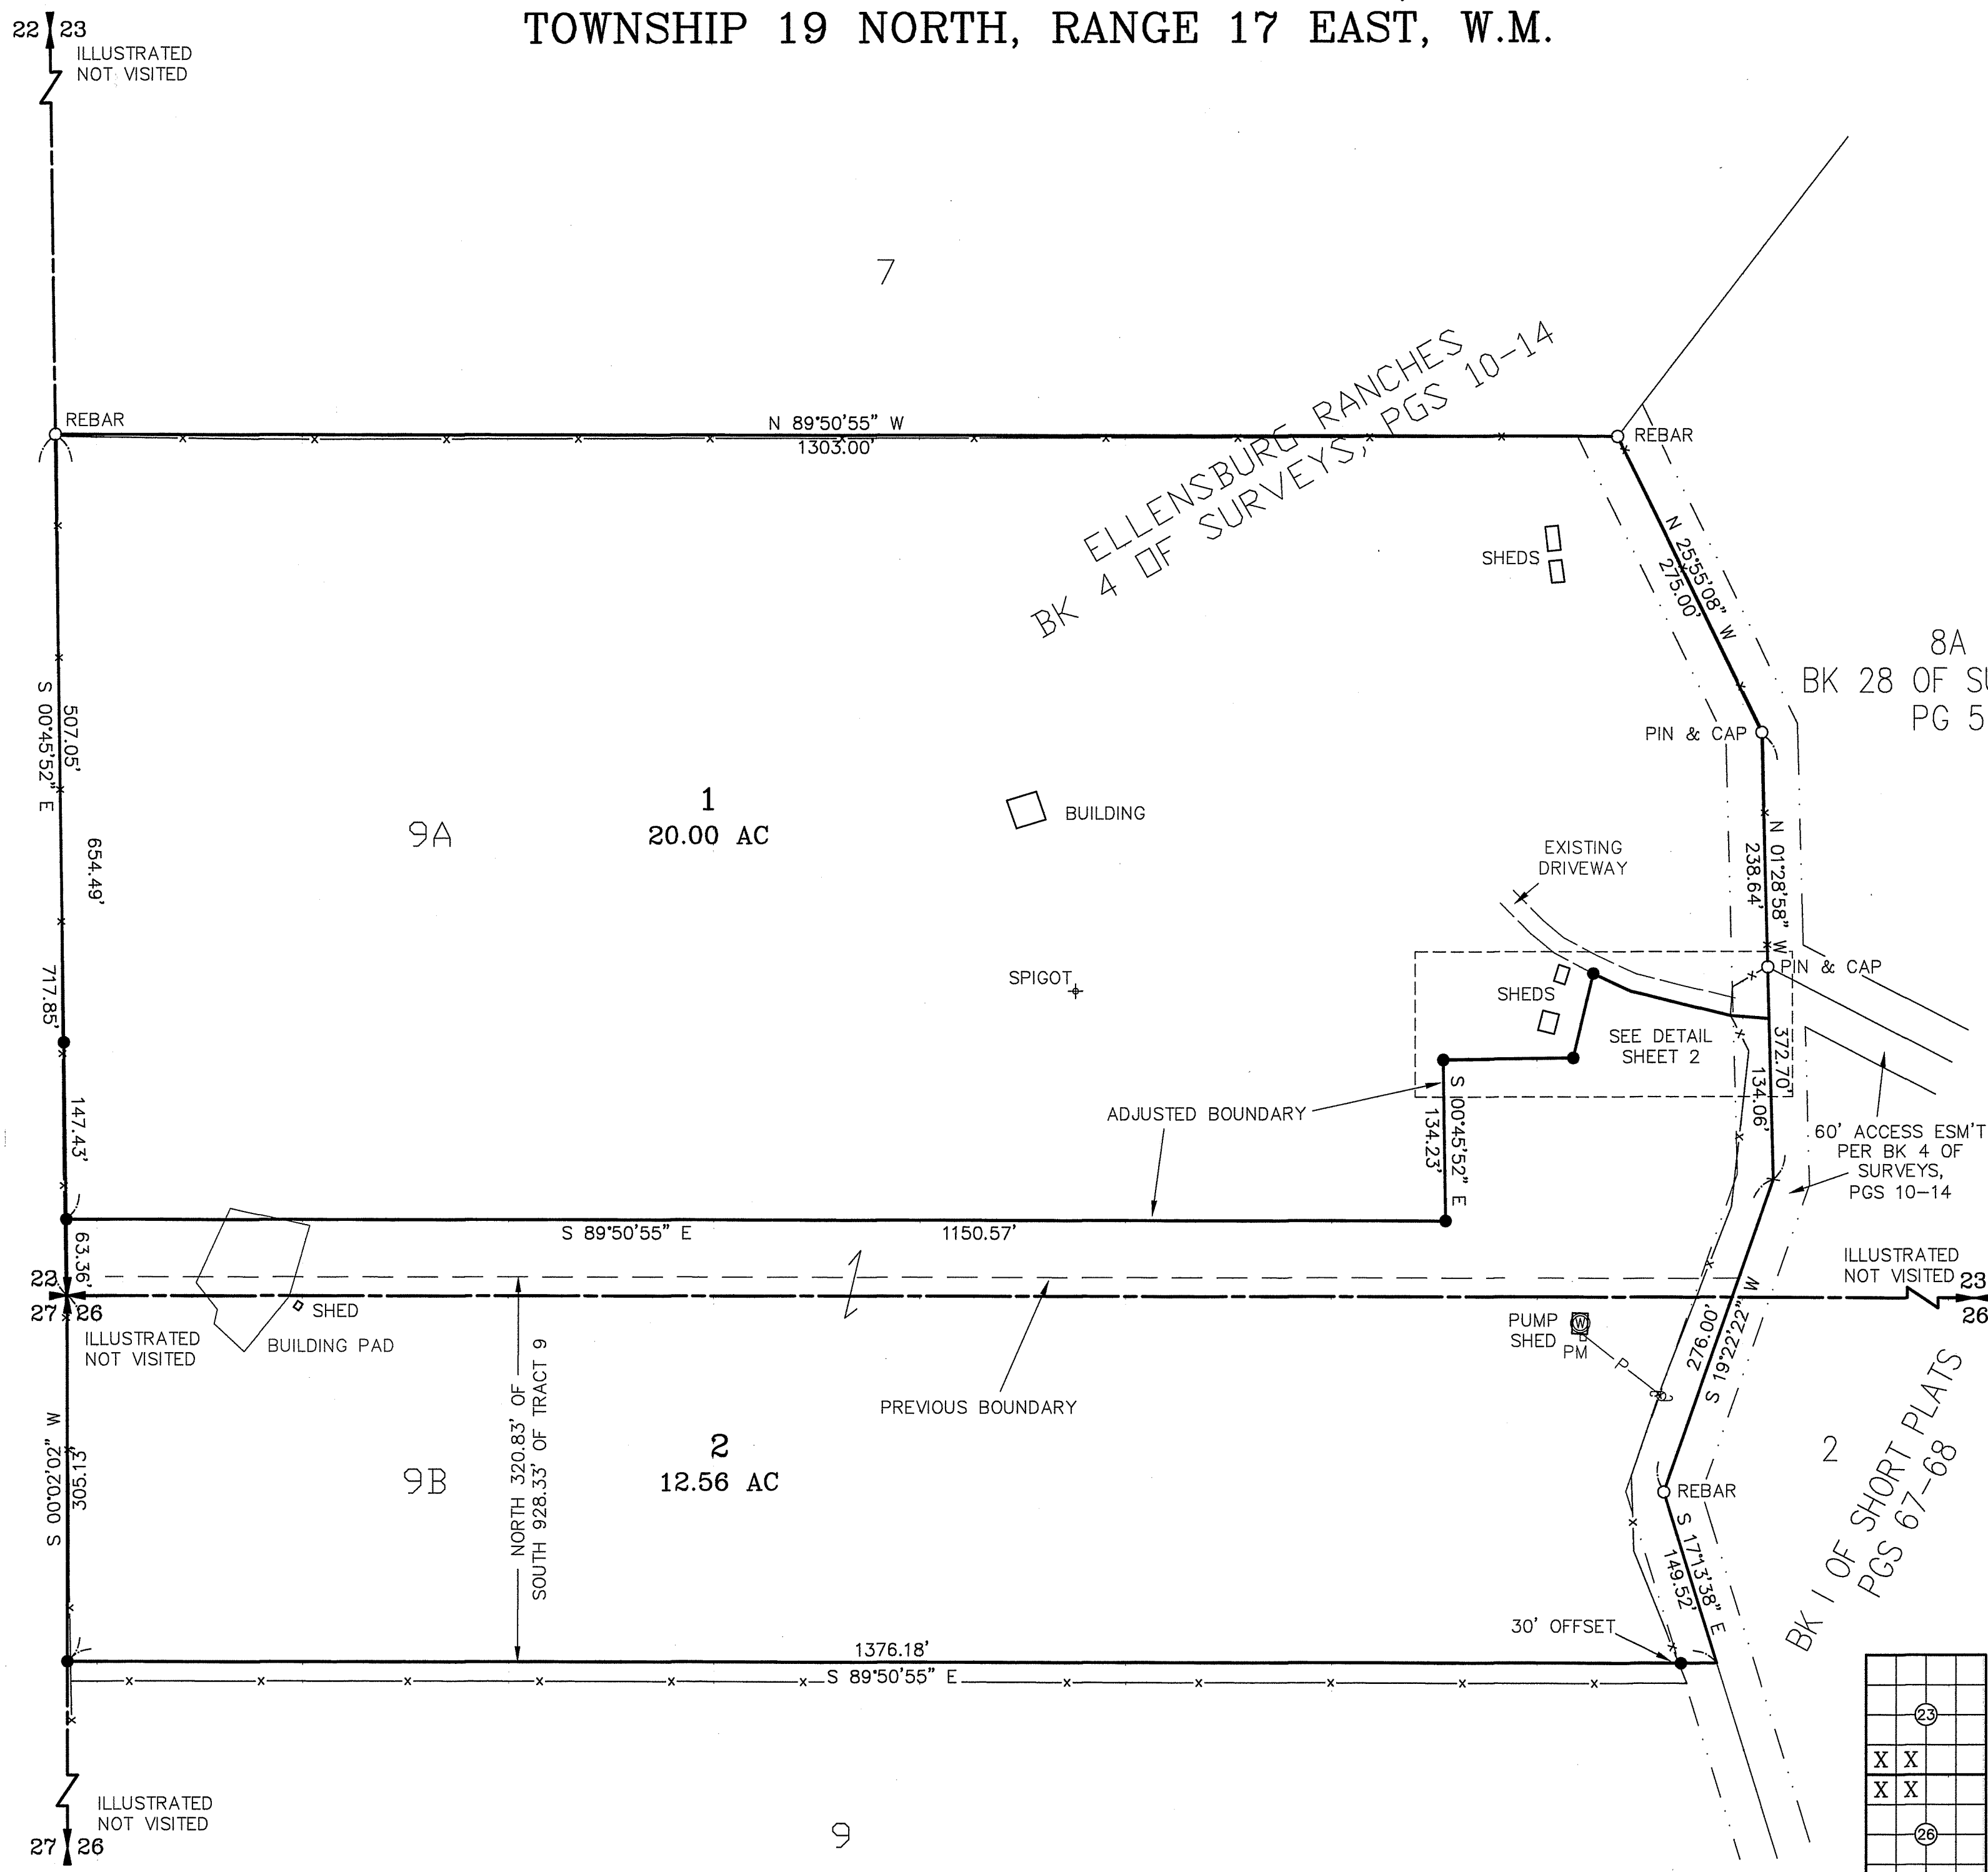 TOWNSHIP 19 NORTH, RANGE 17 EAST, W.M.
22 23
ILLUSTRATED
NOT VISITED
7
ELLENSBURG RANCHES
BK 4 OF SURVEYS, PGS 10-14
REBAR
N 89°50'55" W
1303.00'
REBAR
N 25°55'08" W
275.00'
SHEDS
8A
BK 28 OF SU
PG 5
PIN & CAP
S 00°45'52" E
507.05'
654.49'
717.85'
147.43'
63.36'
1
20.00 AC
9A
BUILDING
EXISTING
DRIVEWAY
N 01°28'58" W
238.64'
PIN & CAP
SPIGOT
SHEDS
SEE DETAIL
SHEET 2
372.70'
134.06'
S 00°45'52" E
134.23'
ADJUSTED BOUNDARY
60' ACCESS ESM'T
PER BK 4 OF
SURVEYS,
PGS 10-14
S 89°50'55" E
1150.57'
22
27 26
ILLUSTRATED
NOT VISITED
SHED
BUILDING PAD
ILLUSTRATED
NOT VISITED
23
26
PUMP
SHED
W
PM
P
276.00'
S 19°22'22" W
PREVIOUS BOUNDARY
NORTH 320.83' OF
SOUTH 928.33' OF TRACT 9
S 00°02'02" W
305.13'
2
12.56 AC
9B
REBAR
2
BK 1 OF SHORT PLATS
PGS 67-68
S 17°13'38" E
149.52'
30' OFFSET
1376.18'
S 89°50'55" E
ILLUSTRATED
NOT VISITED
27 26
9
23
X X
X X
26